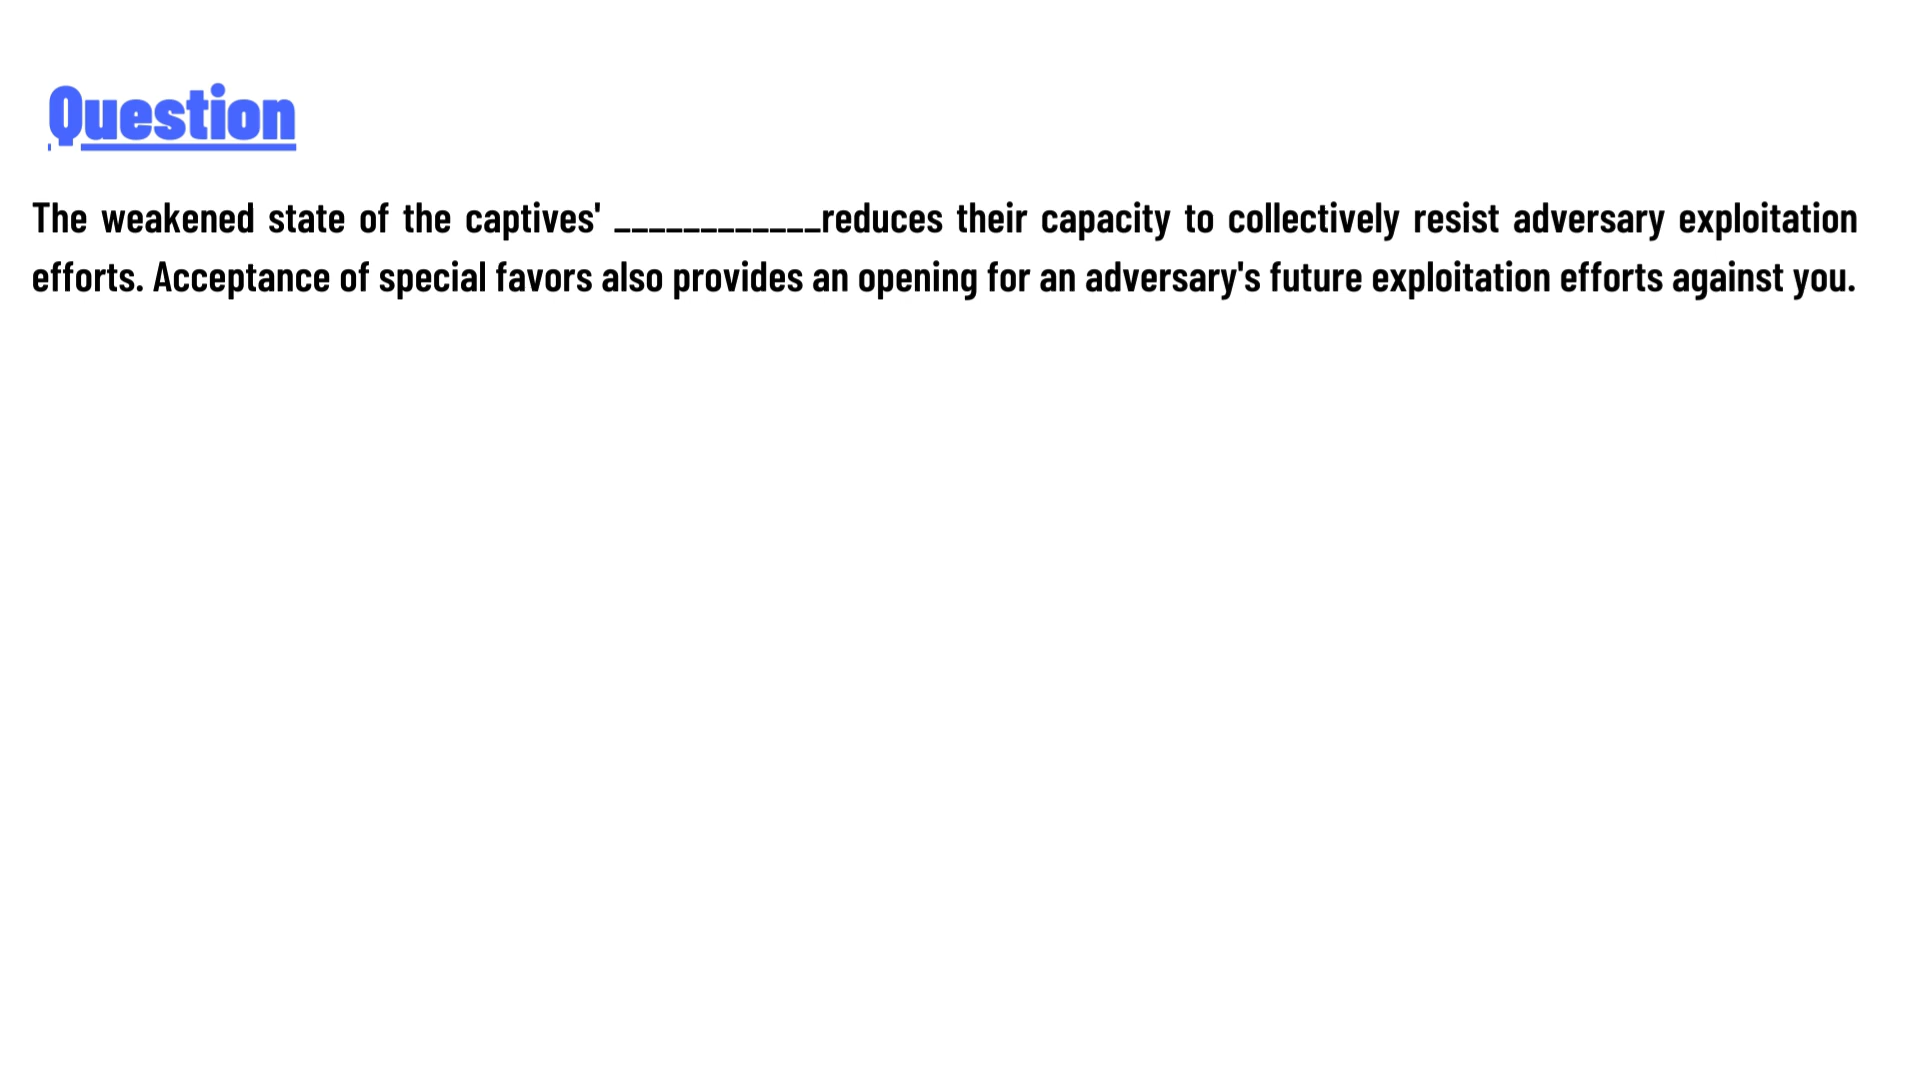 Question
The weakened state of the captives' ____________reduces their capacity to collectively resist adversary exploitation
efforts. Acceptance of special favors also provides an opening for an adversary's future exploitation efforts against you.